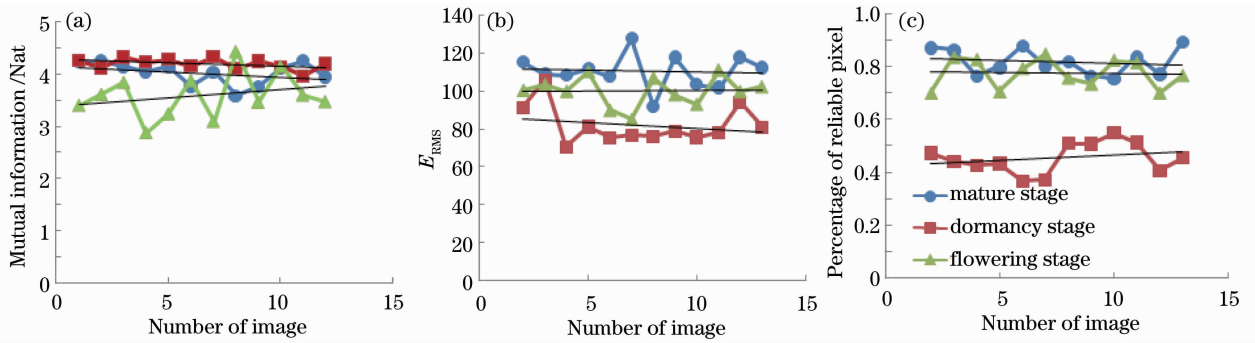 (a)
Mutual information /Nat
5
4
3
2
1
0
0 5 10 15
Number of image
(b)
E_RMS
140
120
100
80
60
40
20
0
0 5 10 15
Number of image
(c)
Percentage of reliable pixel
1.0
0.8
0.6
0.4
0.2
0
mature stage
dormancy stage
flowering stage
0 5 10 15
Number of image